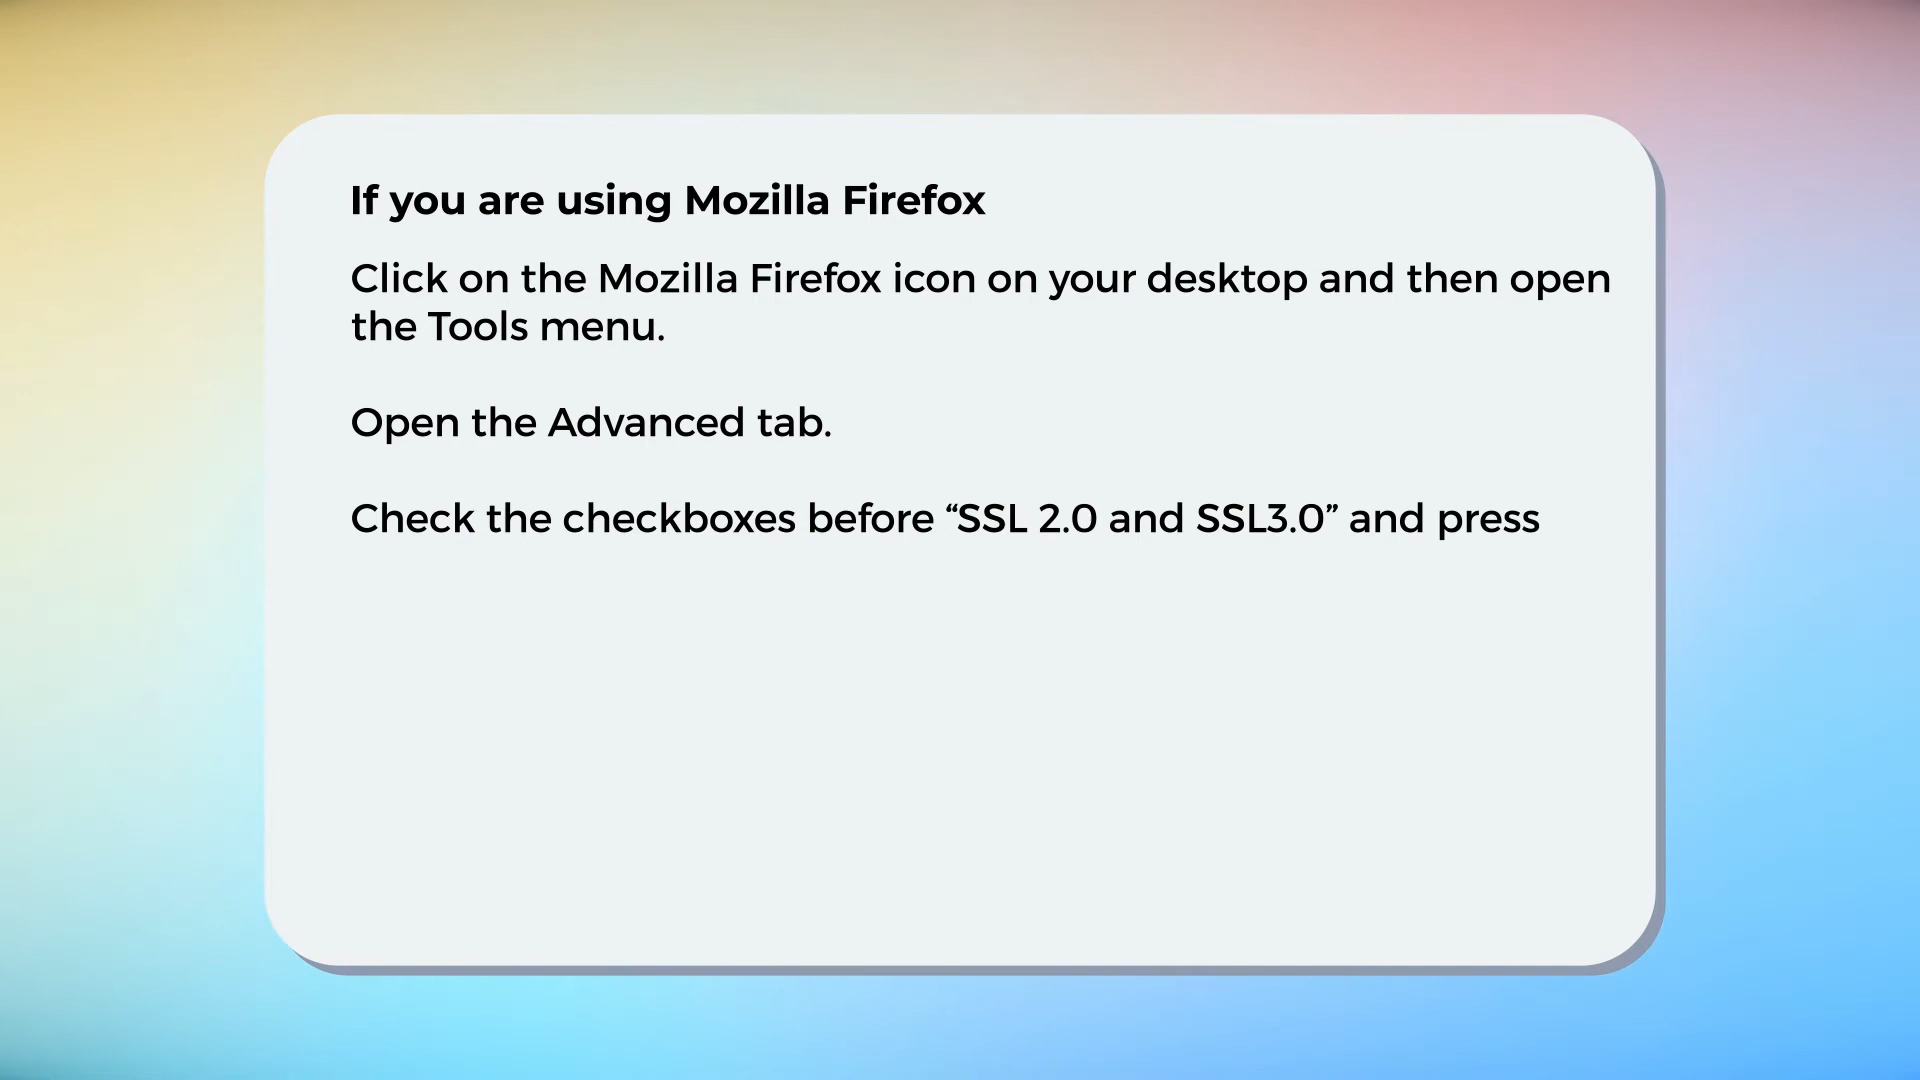 If you are using Mozilla Firefox
Click on the Mozilla Firefox icon on your desktop and then open
the Tools menu.
Open the Advanced tab.
Check the checkboxes before “SSL 2.0 and SSL3.0” and press